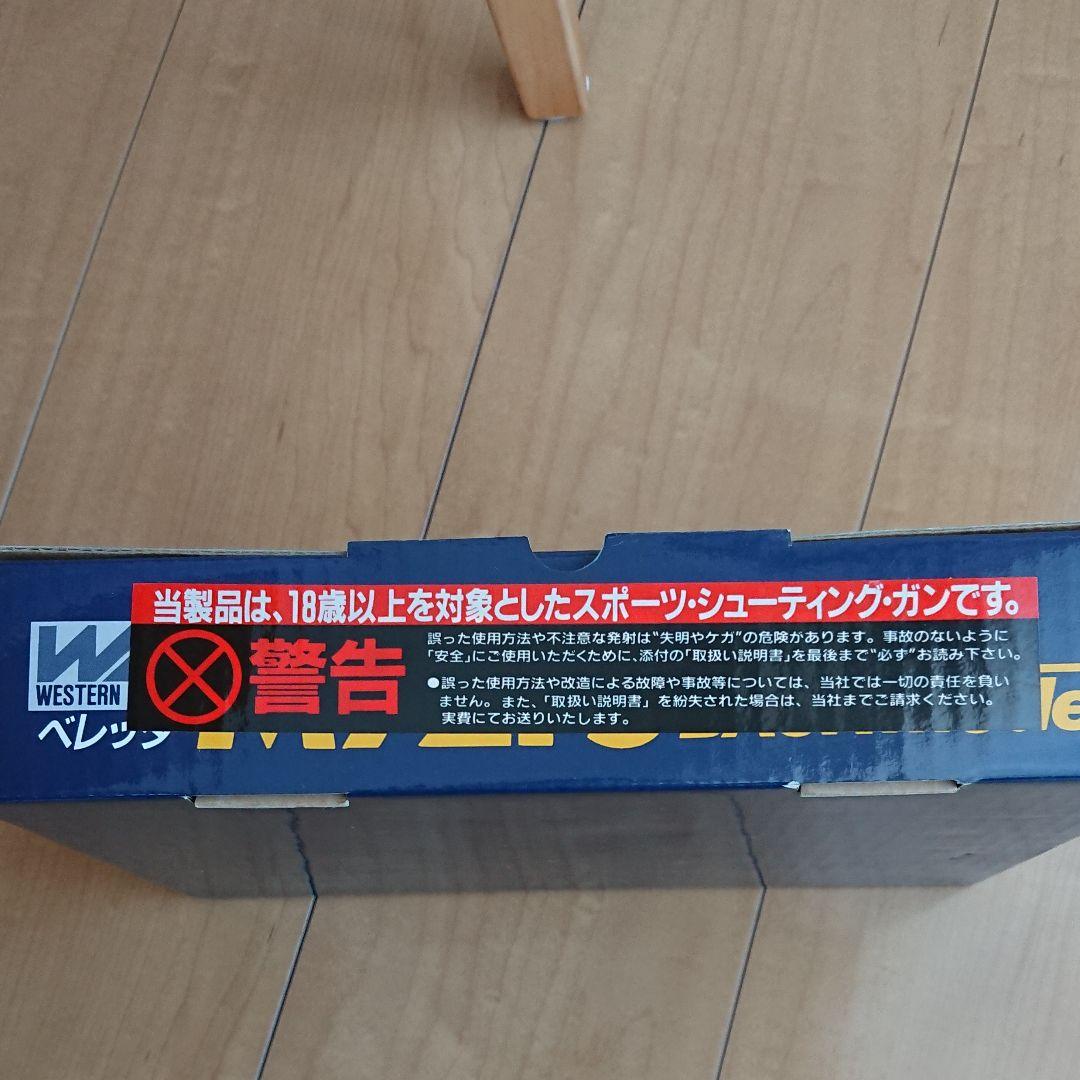 当製品は、18歳以上を対象としたスポーツ・シューティング・ガンです。
警告
誤った使用方法や不注意な発射は"失明やケガ"の危険があります。事故のないように
「安全」にご使用いただくために、添付の「取扱い説明書」を最後まで"必ず"お読み下さい。
●誤った使用方法や改造による故障や事故等については、当社では一切の責任を負い
ません。また、「取扱い説明書」を紛失された場合は、当社までご請求ください。
実費にてお送りいたします。
W
WESTERN
ベレッタ